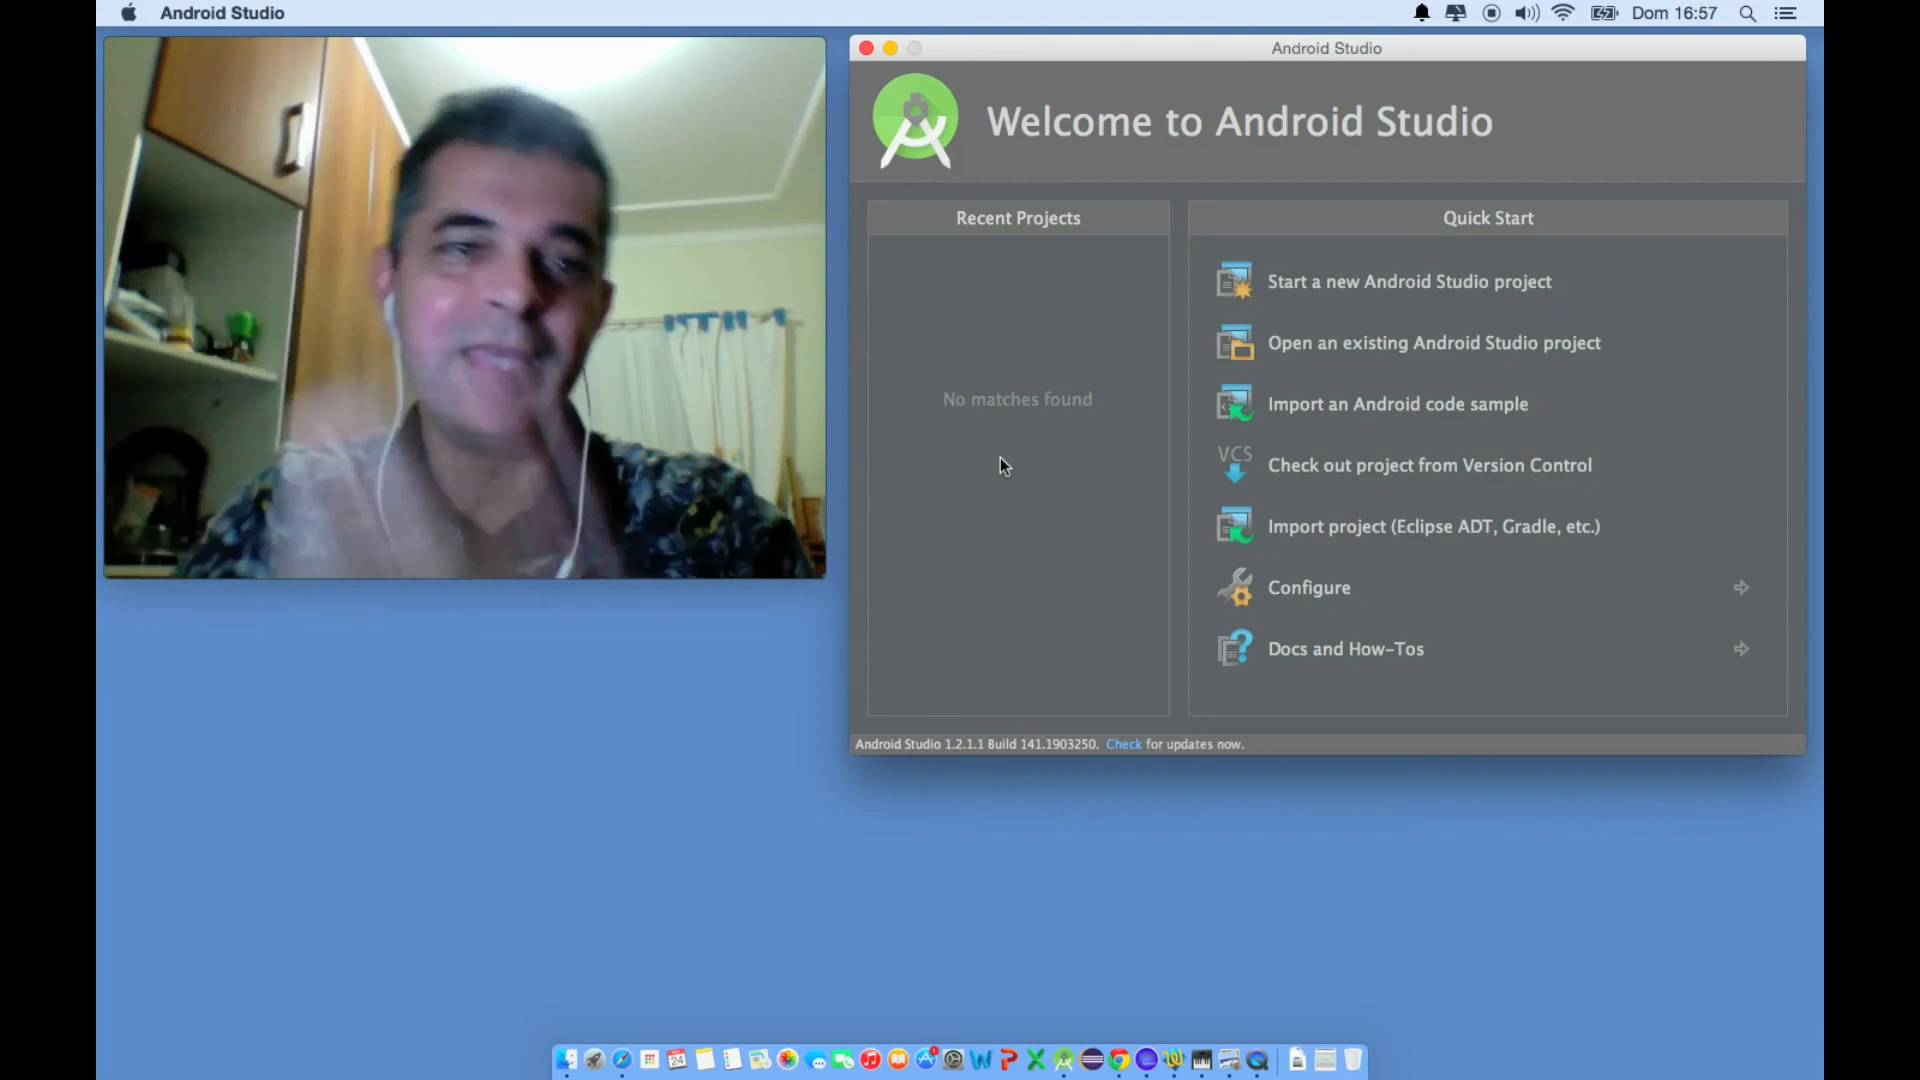 Android Studio
Dom 16:57
Android Studio
Welcome to Android Studio
Recent Projects
No matches found
Quick Start
Start a new Android Studio project
Open an existing Android Studio project
Import an Android code sample
VCS
Check out project from Version Control
Import project (Eclipse ADT, Gradle, etc.)
Configure
Docs and How-Tos
Android Studio 1.2.1.1 Build 141.1903250. Check for updates now.
24